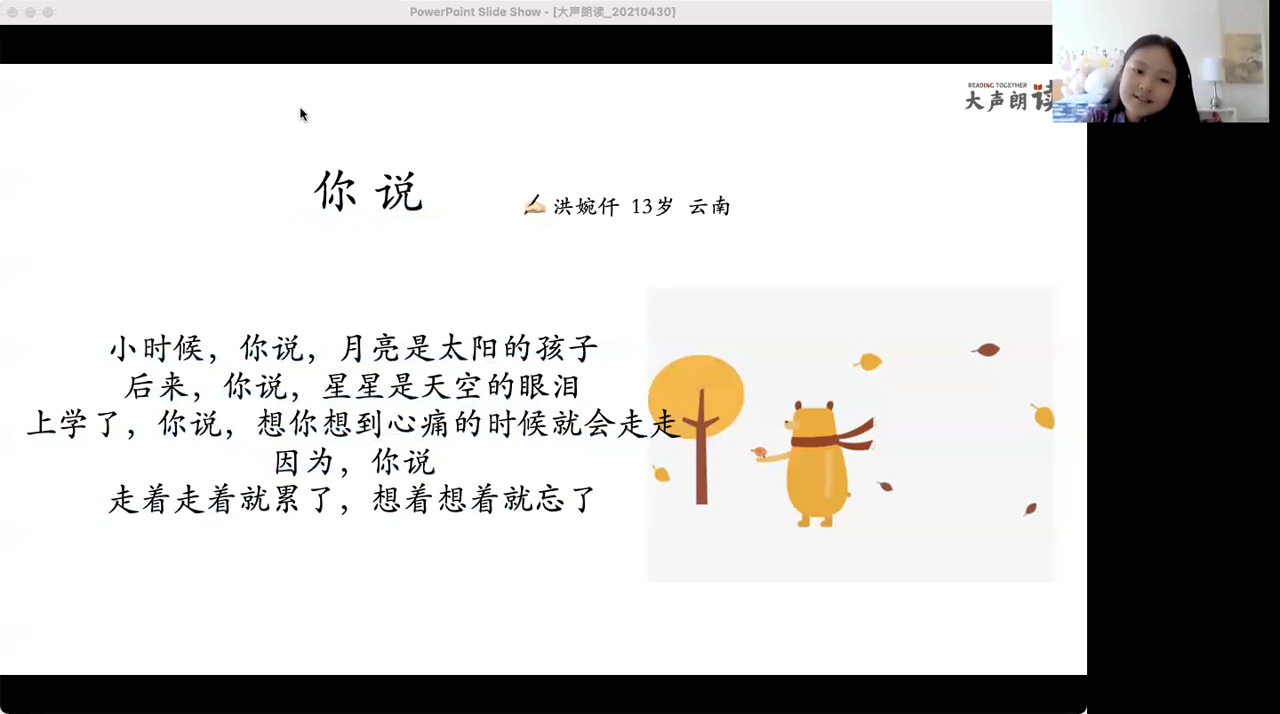 PowerPoint Slide Show - [大声朗读_20210430]
READING TOGETHER
大声朗读
你说
洪婉仟 13岁 云南
小时候，你说，月亮是太阳的孩子
后来，你说，星星是天空的眼泪
上学了，你说，想你想到心痛的时候就会走走
因为，你说
走着走着就累了，想着想着就忘了